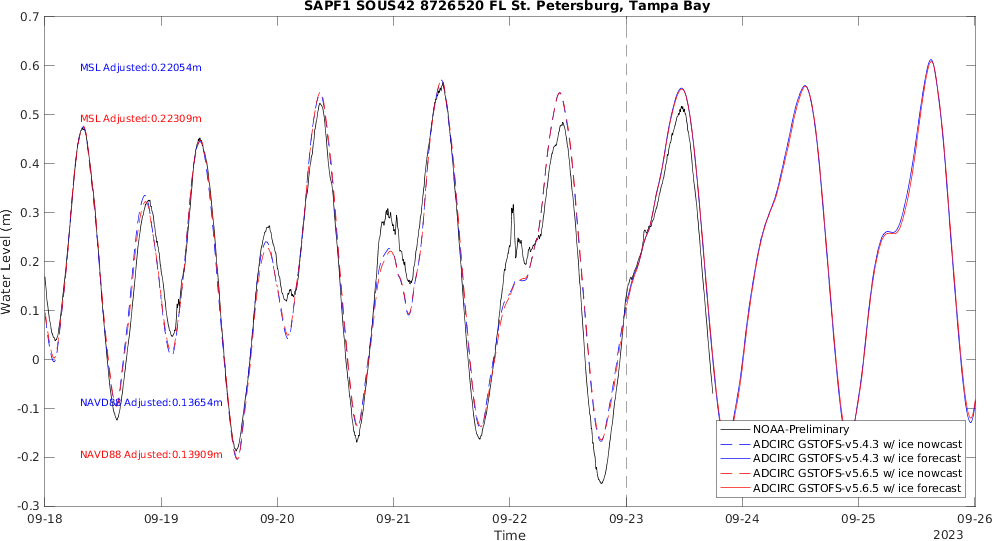 SAPF1 SOUS42 8726520 FL St. Petersburg, Tampa Bay
0.7
0.6
0.5
0.4
0.3
0.2
0.1
0
-0.1
-0.2
-0.3
Water Level (m)
MSL Adjusted:0.22054m
MSL Adjusted:0.22309m
NAVD88 Adjusted:0.13654m
NAVD88 Adjusted:0.13909m
NOAA-Preliminary
ADCIRC GSTOFS-v5.4.3 w/ ice nowcast
ADCIRC GSTOFS-v5.4.3 w/ ice forecast
ADCIRC GSTOFS-v5.6.5 w/ ice nowcast
ADCIRC GSTOFS-v5.6.5 w/ ice forecast
09-18 09-19 09-20 09-21 09-22 09-23 09-24 09-25 09-26
Time
2023